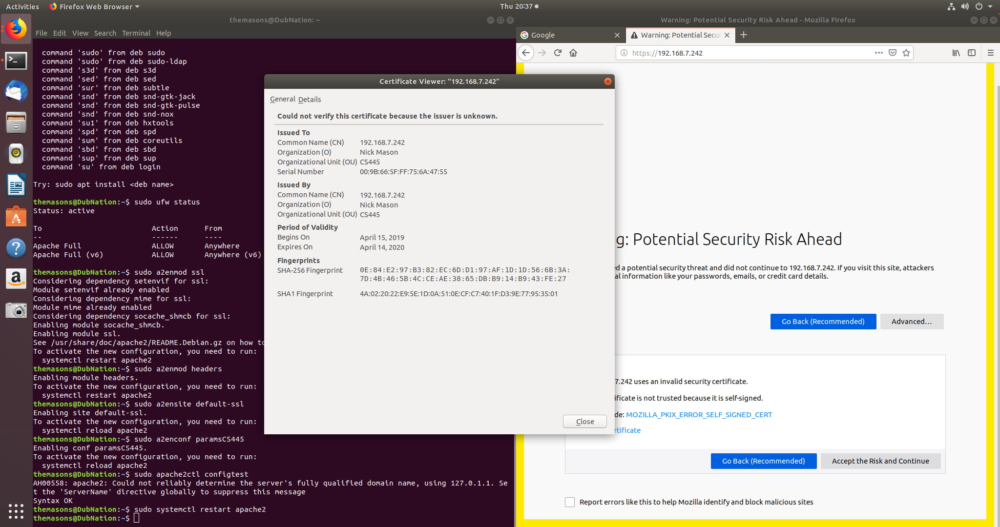 Activities
Firefox Web Browser
Thu 20:37
themasons@DubNation: ~
File Edit View Search Terminal Help
command 'sudo' from deb sudo
command 'sudo' from deb sudo-ldap
command 's3d' from deb s3d
command 'sed' from deb sed
command 'sur' from deb subtle
command 'snd' from deb snd-gtk-jack
command 'snd' from deb snd-gtk-pulse
command 'snd' from deb snd-nox
command 'su1' from deb hxtools
command 'spd' from deb spd
command 'sum' from deb coreutils
command 'sbd' from deb sbd
command 'sup' from deb sup
command 'su' from deb login
Try: sudo apt install <deb name>
themasons@DubNation:~$ sudo ufw status
Status: active
To Action From
-- ------ ----
Apache Full ALLOW Anywhere
Apache Full (v6) ALLOW Anywhere (v6)
themasons@DubNation:~$ sudo a2enmod ssl
Considering dependency setenvif for ssl:
Module setenvif already enabled
Considering dependency mime for ssl:
Module mime already enabled
Considering dependency socache_shmcb for ssl:
Enabling module socache_shmcb.
Enabling module ssl.
See /usr/share/doc/apache2/README.Debian.gz on how to
To activate the new configuration, you need to run:
systemctl restart apache2
themasons@DubNation:~$ sudo a2enmod headers
Enabling module headers.
To activate the new configuration, you need to run:
systemctl restart apache2
themasons@DubNation:~$ sudo a2ensite default-ssl
Enabling site default-ssl.
To activate the new configuration, you need to run:
systemctl reload apache2
themasons@DubNation:~$ sudo a2enconf paramsCS445
Enabling conf paramsCS445.
To activate the new configuration, you need to run:
systemctl reload apache2
themasons@DubNation:~$ sudo apache2ctl configtest
AH00558: apache2: Could not reliably determine the server's fully qualified domain name, using 127.0.1.1. Se
t the 'ServerName' directive globally to suppress this message
Syntax OK
themasons@DubNation:~$ sudo systemctl restart apache2
themasons@DubNation:~$
Certificate Viewer: “192.168.7.242”
General Details
Could not verify this certificate because the issuer is unknown.
Issued To
Common Name (CN) 192.168.7.242
Organization (O) Nick Mason
Organizational Unit (OU) CS445
Serial Number 00:9B:66:5F:FF:75:6A:47:55
Issued By
Common Name (CN) 192.168.7.242
Organization (O) Nick Mason
Organizational Unit (OU) CS445
Period of Validity
Begins On April 15, 2019
Expires On April 14, 2020
Fingerprints
SHA-256 Fingerprint 0E:84:E2:97:B3:82:EC:6D:D1:97:AF:1D:1D:56:6B:3A:
7D:4B:46:5B:4C:CE:AE:38:65:DB:B9:14:B9:43:FE:27
SHA1 Fingerprint 4A:02:20:22:E9:5E:1D:0A:51:0E:CF:C7:40:1F:D3:9E:77:95:35:01
Close
Warning: Potential Security Risk Ahead - Mozilla Firefox
Google
Warning: Potential Secur
https://192.168.7.242
g: Potential Security Risk Ahead
ed a potential security threat and did not continue to 192.168.7.242. If you visit this site, attackers
al information like your passwords, emails, or credit card details.
Go Back (Recommended)
Advanced...
7.242 uses an invalid security certificate.
ificate is not trusted because it is self-signed.
de: MOZILLA_PKIX_ERROR_SELF_SIGNED_CERT
rtificate
Go Back (Recommended)
Accept the Risk and Continue
Report errors like this to help Mozilla identify and block malicious sites